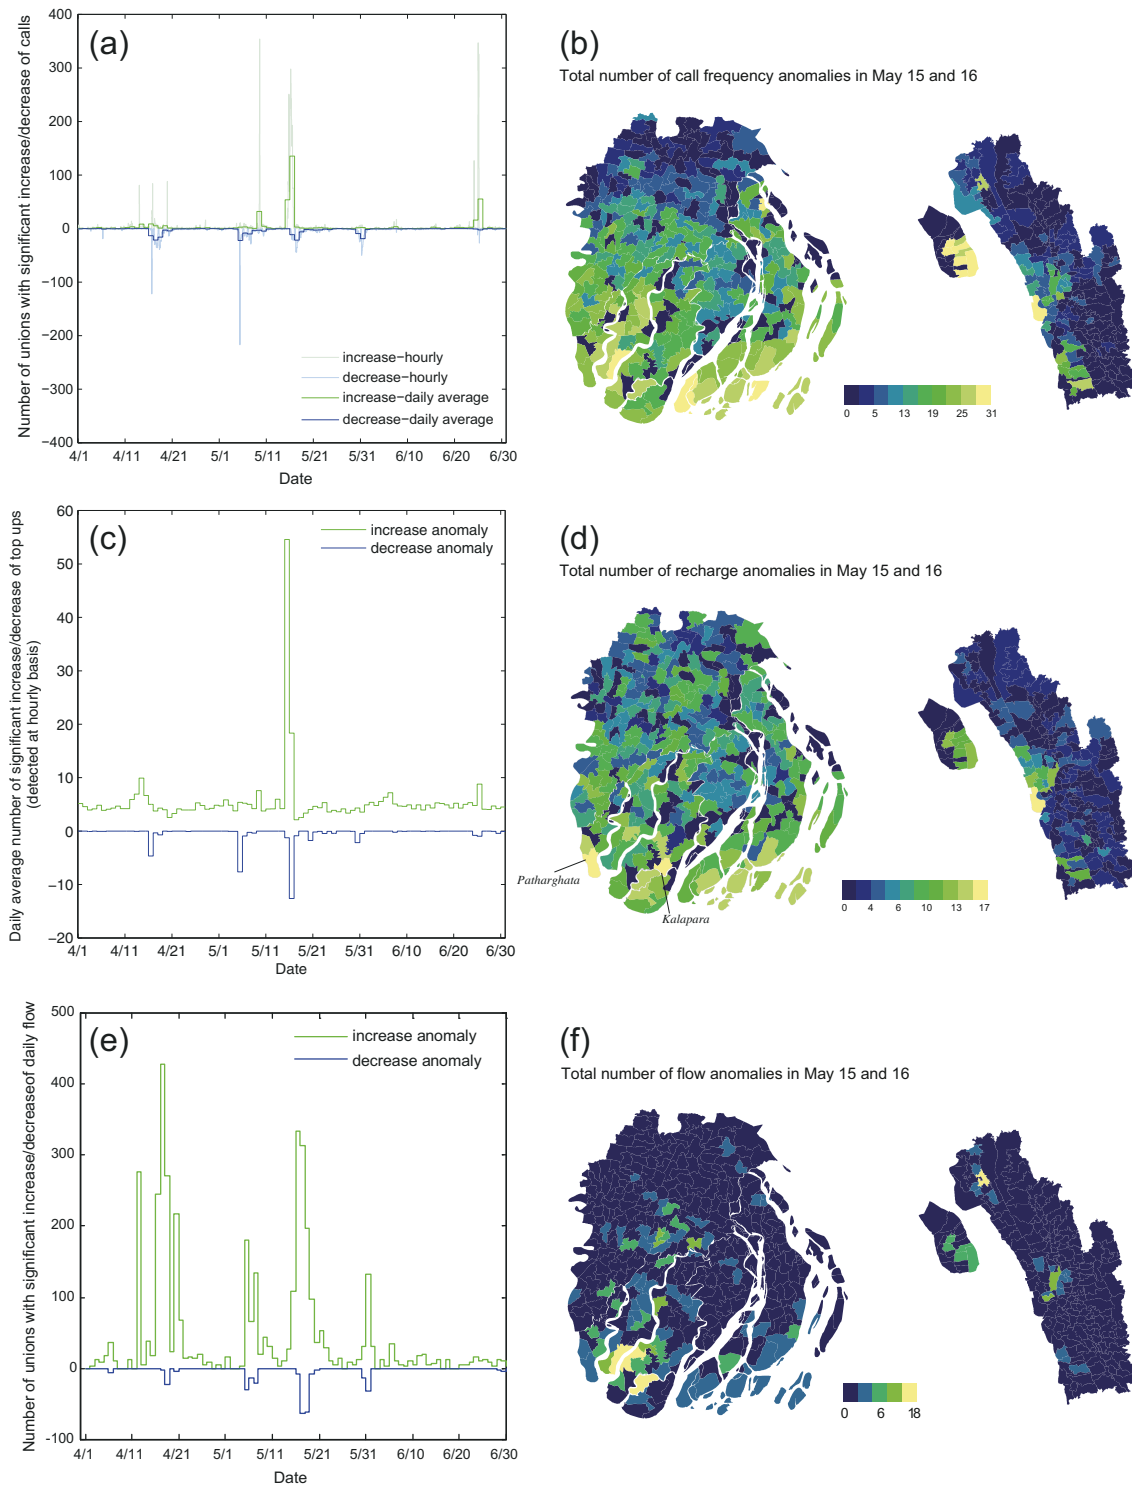 (a)
Number of unions with significant increase/decrease of calls
400
300
200
100
0
−100
−200
−300
−400
increase−hourly
decrease−hourly
increase−daily average
decrease−daily average
4/1 4/11 4/21 5/1 5/11 5/21 5/31 6/10 6/20 6/30
Date
(b)
Total number of call frequency anomalies in May 15 and 16
0 5 13 19 25 31
(c)
Daily average number of significant increase/decrease of top ups
(detected at hourly basis)
60
50
40
30
20
10
0
−10
−20
increase anomaly
decrease anomaly
4/1 4/11 4/21 5/1 5/11 5/21 5/31 6/10 6/20 6/30
Date
(d)
Total number of recharge anomalies in May 15 and 16
Patharghata
Kalapara
0 4 6 10 13 17
(e)
Number of unions with significant increase/decreaseof daily flow
500
400
300
200
100
0
-100
increase anomaly
decrease anomaly
4/1 4/11 4/21 5/1 5/11 5/21 5/31 6/10 6/20 6/30
Date
(f)
Total number of flow anomalies in May 15 and 16
0 6 18